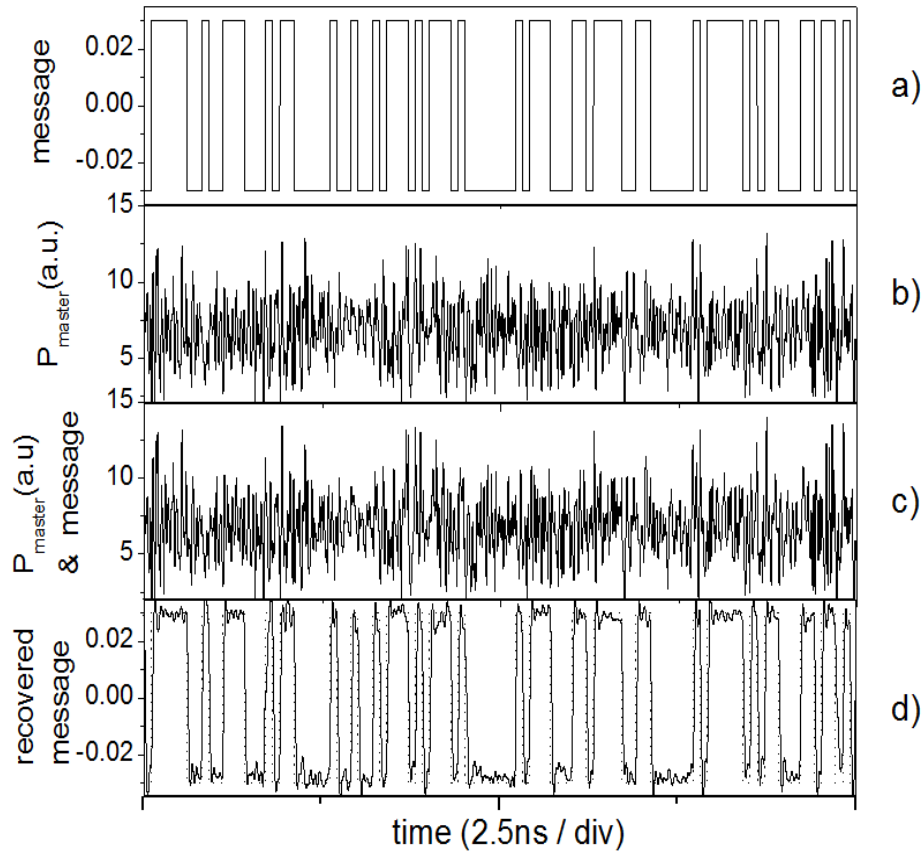 message
0.02
0.00
-0.02
a)
P_master(a.u.)
15
10
5
b)
P_master(a.u)
& message
15
10
5
c)
recovered
message
0.02
0.00
-0.02
d)
time (2.5ns / div)